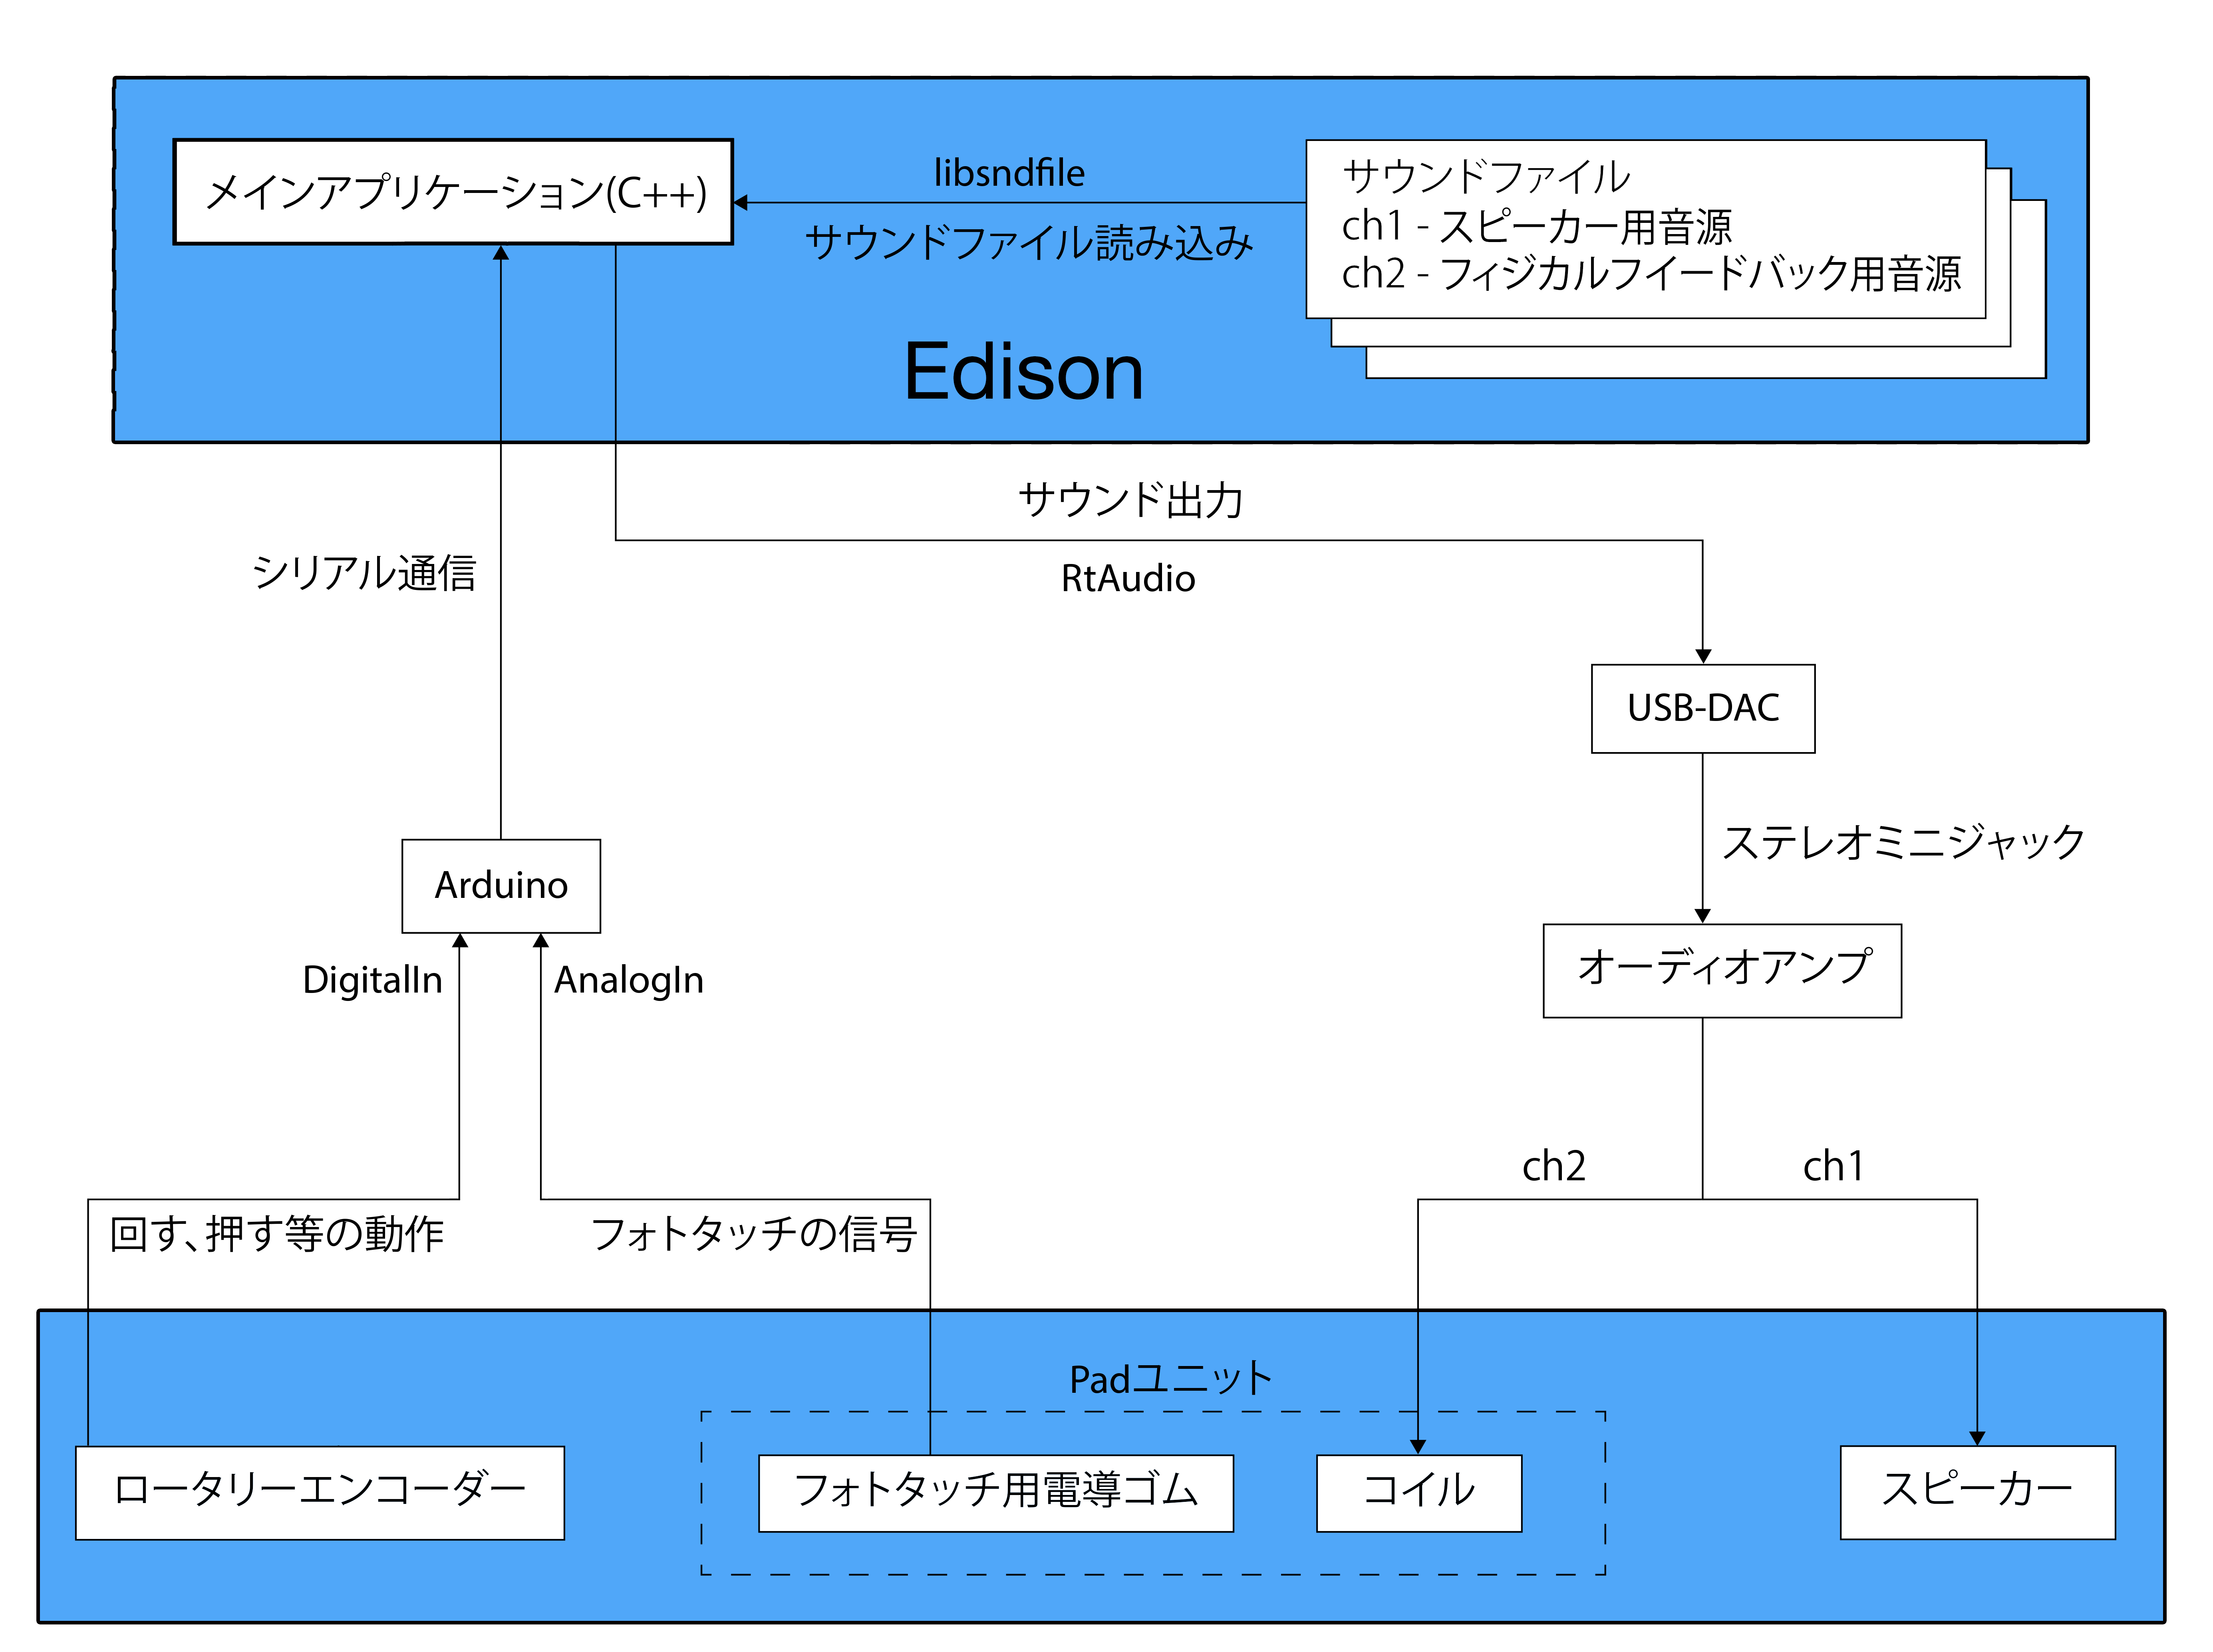 メインアプリケーション(C++)
libsndfile
サウンドファイル読み込み
サウンドファイル
ch1 - スピーカー用音源
ch2 - フィジカルフイードバック用音源
Edison
サウンド出力
RtAudio
シリアル通信
USB-DAC
ステレオミニジャック
Arduino
オーディオアンプ
DigitalIn
AnalogIn
ch2
ch1
回す、押す等の動作
フォトタッチの信号
Padユニット
ロータリーエンコーダー
フォトタッチ用電導ゴム
コイル
スピーカー